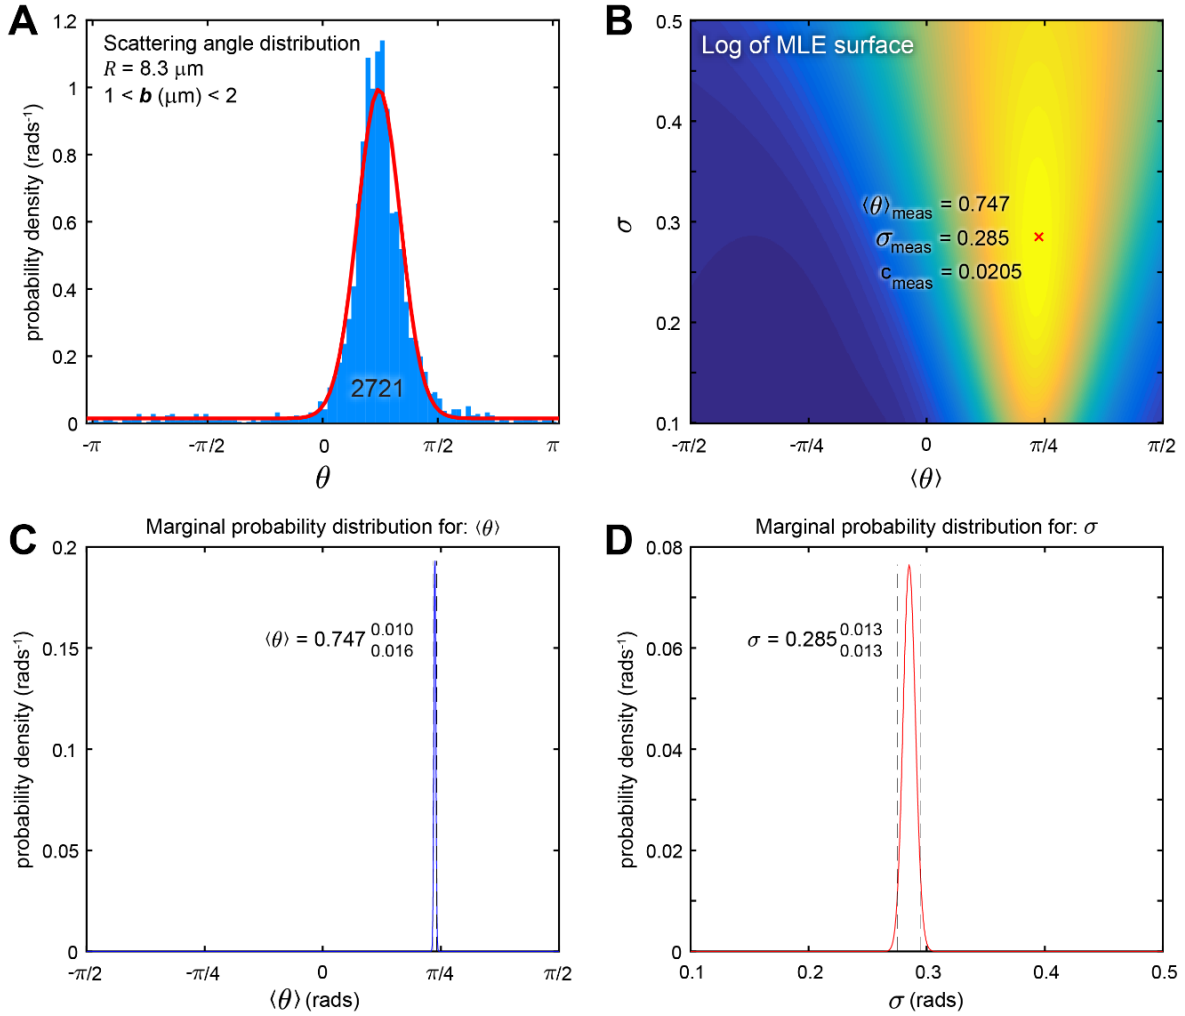 A
Scattering angle distribution
R = 8.3 μm
1 < b (μm) < 2
2721
probability density (rads⁻¹)
1.2
1
0.8
0.6
0.4
0.2
0
-π
-π/2
0
π/2
π
θ
B
Log of MLE surface
⟨θ⟩meas = 0.747
σmeas = 0.285
cmeas = 0.0205
σ
0.5
0.4
0.3
0.2
0.1
-π/2
-π/4
0
π/4
π/2
⟨θ⟩
C
Marginal probability distribution for: ⟨θ⟩
⟨θ⟩ = 0.747 0.010 0.016
probability density (rads⁻¹)
0.2
0.15
0.1
0.05
0
-π/2
-π/4
0
π/4
π/2
⟨θ⟩ (rads)
D
Marginal probability distribution for: σ
σ = 0.285 0.013 0.013
probability density (rads⁻¹)
0.08
0.06
0.04
0.02
0
0.1
0.2
0.3
0.4
0.5
σ (rads)